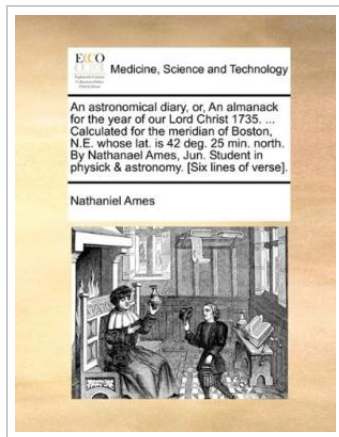 ECCO
Medicine, Science and Technology
An astronomical diary, or, An almanack
for the year of our Lord Christ 1735. ...
Calculated for the meridian of Boston,
N.E. whose lat. is 42 deg. 25 min. north.
By Nathanael Ames, Jun. Student in
physick & astronomy. [Six lines of verse].
Nathaniel Ames